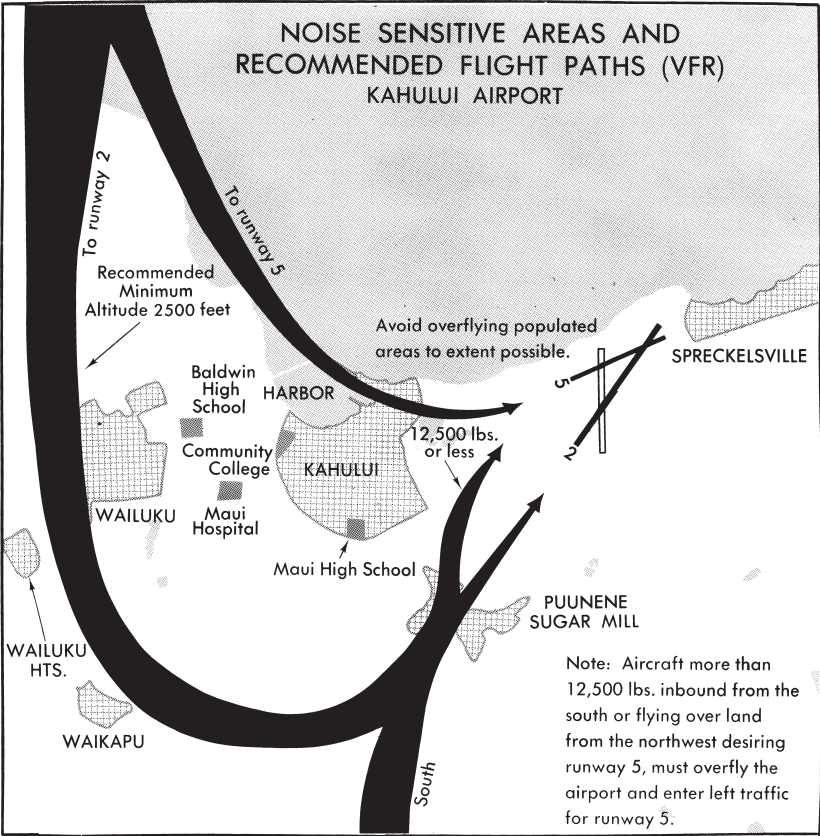 NOISE SENSITIVE AREAS AND
RECOMMENDED FLIGHT PATHS (VFR)
KAHULUI AIRPORT
To runway 2
To runway 5
Recommended
Minimum
Altitude 2500 feet
Avoid overflying populated
areas to extent possible.
SPRECKELSVILLE
5
2
Baldwin
High
School
HARBOR
12,500 lbs.
or less
Community
College
KAHULUI
WAILUKU
Maui
Hospital
Maui High School
PUUNENE
SUGAR MILL
WAILUKU
HTS.
WAIKAPU
South
Note: Aircraft more than
12,500 lbs. inbound from the
south or flying over land
from the northwest desiring
runway 5, must overfly the
airport and enter left traffic
for runway 5.